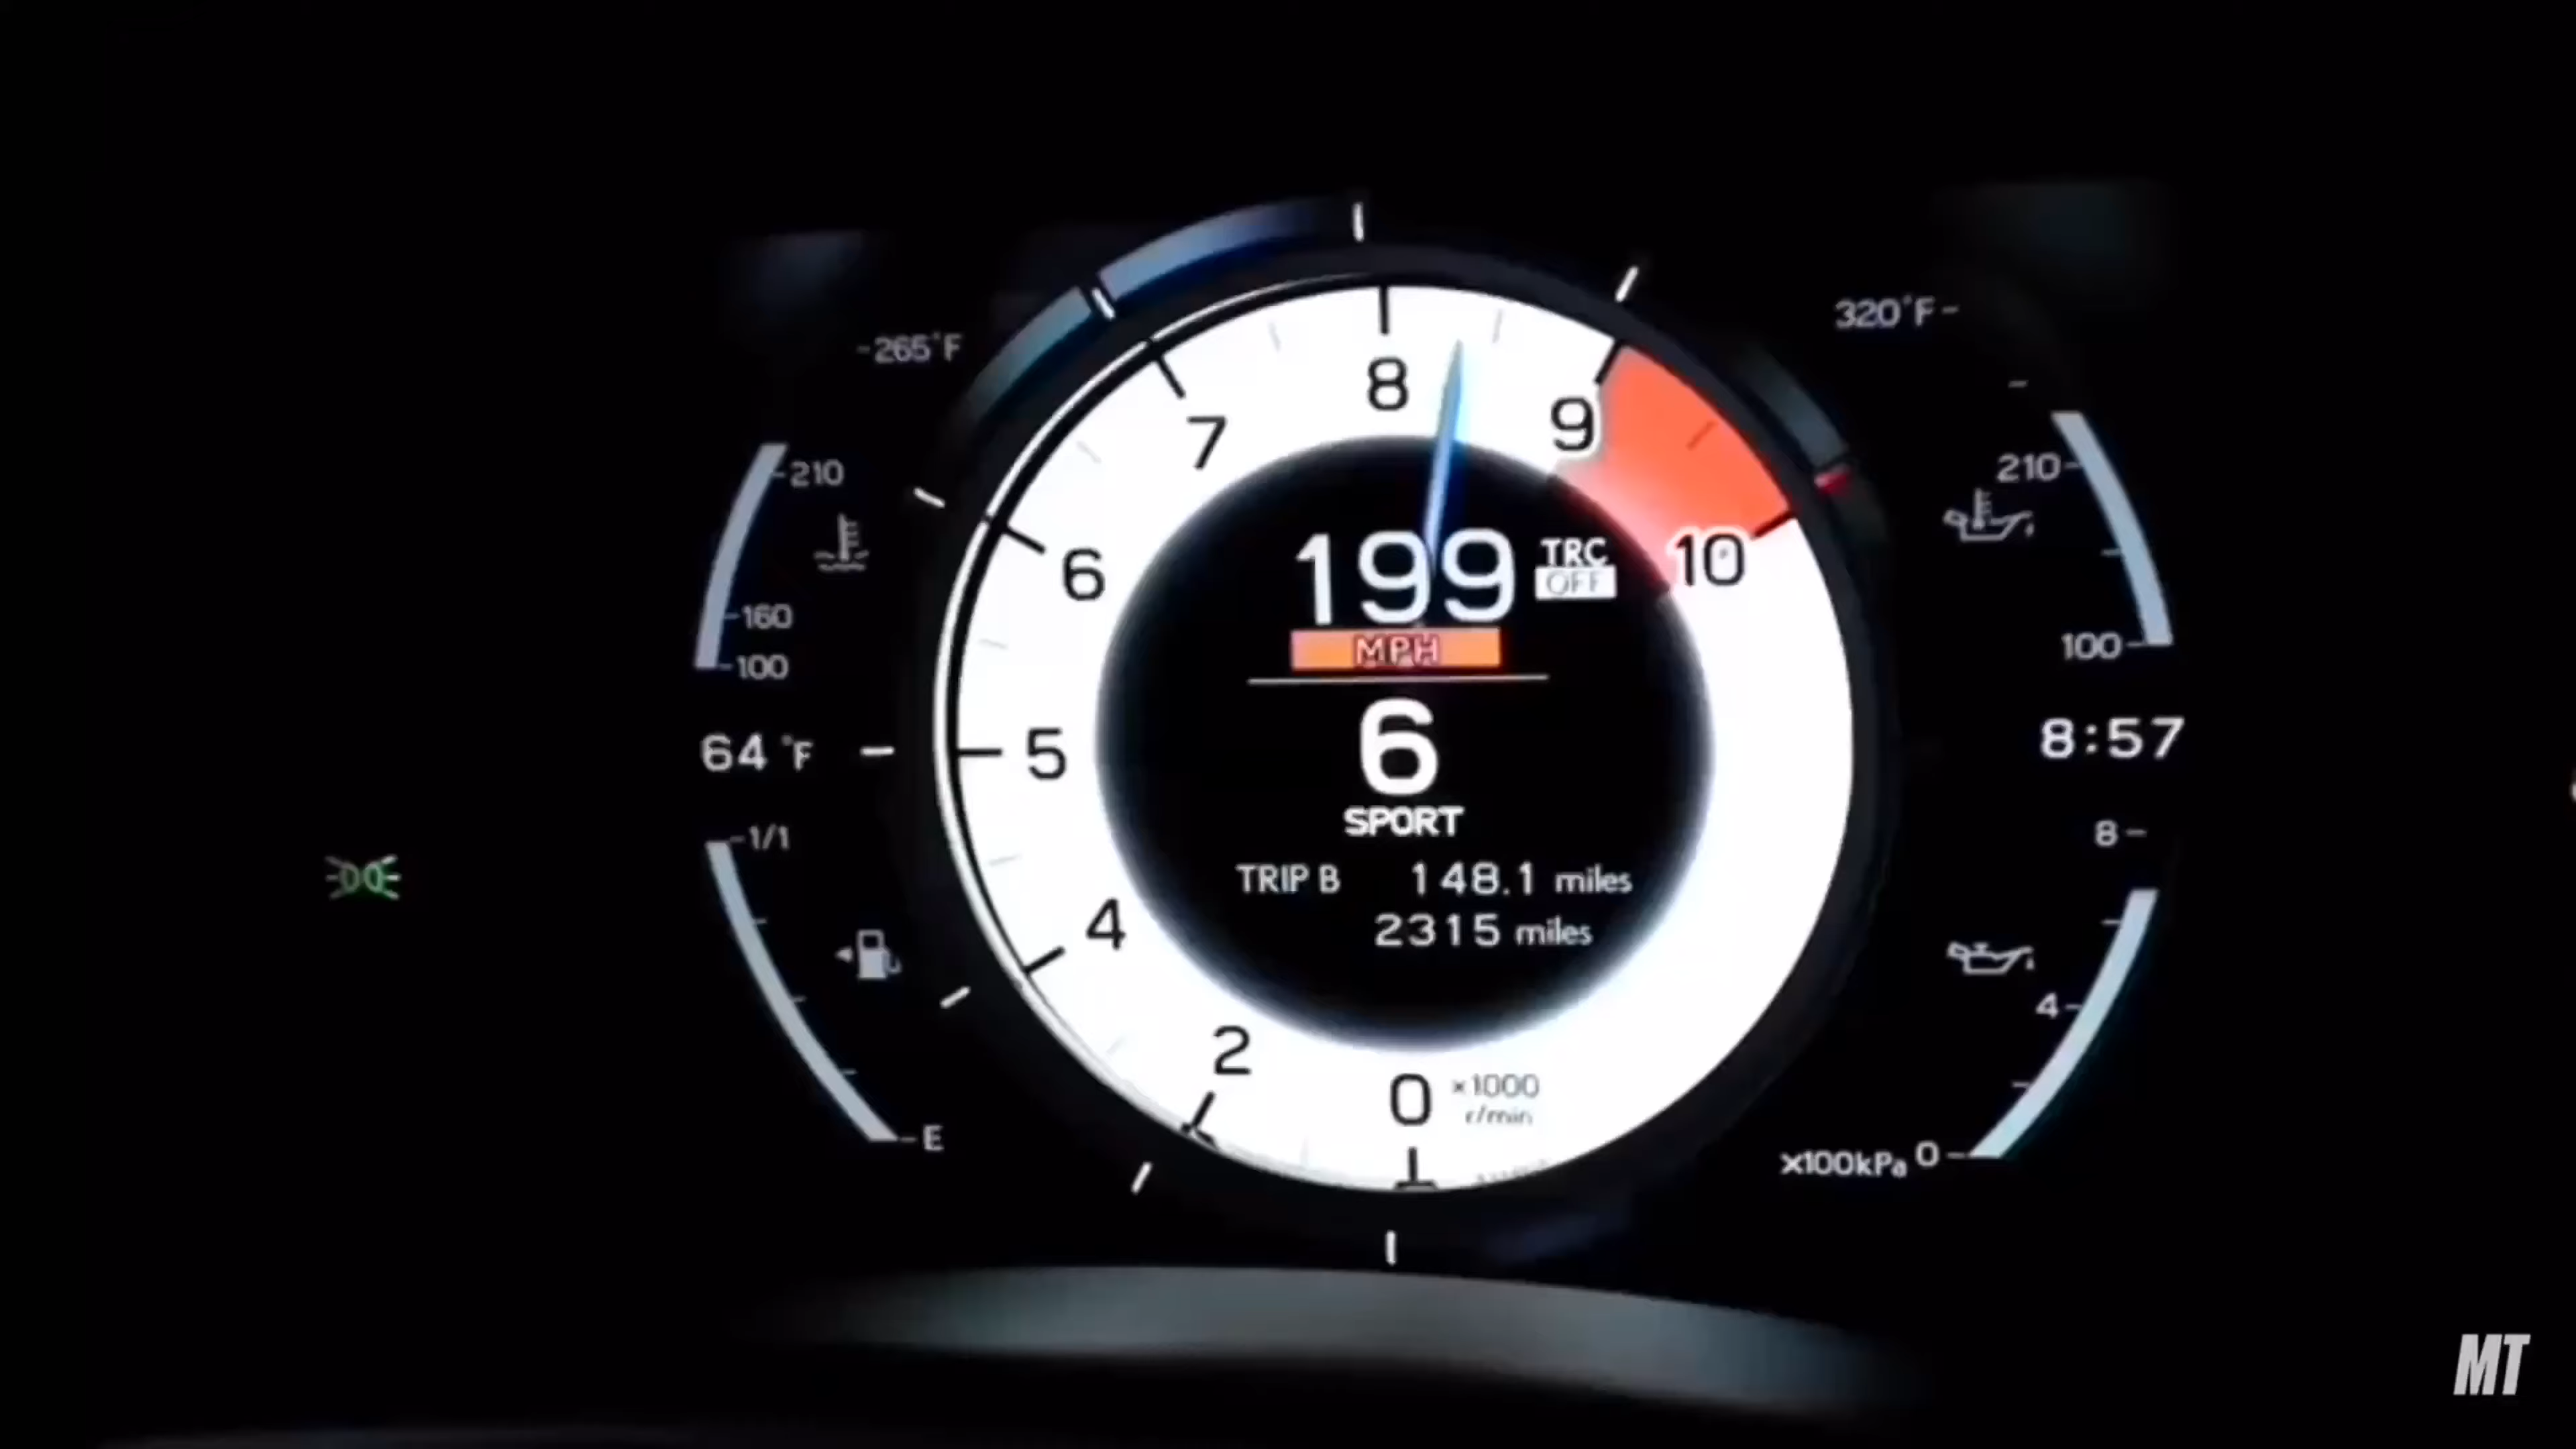 -265°F
320°F-
8
7
9
210
210
6
10
199
TRC
OFF
MPH
160
100
100
6
64 °F
5
8:57
SPORT
1/1
8
TRIP B 148.1 miles
4
2315 miles
4
2
0
x1000
r/min
E
x100kPa 0
MT